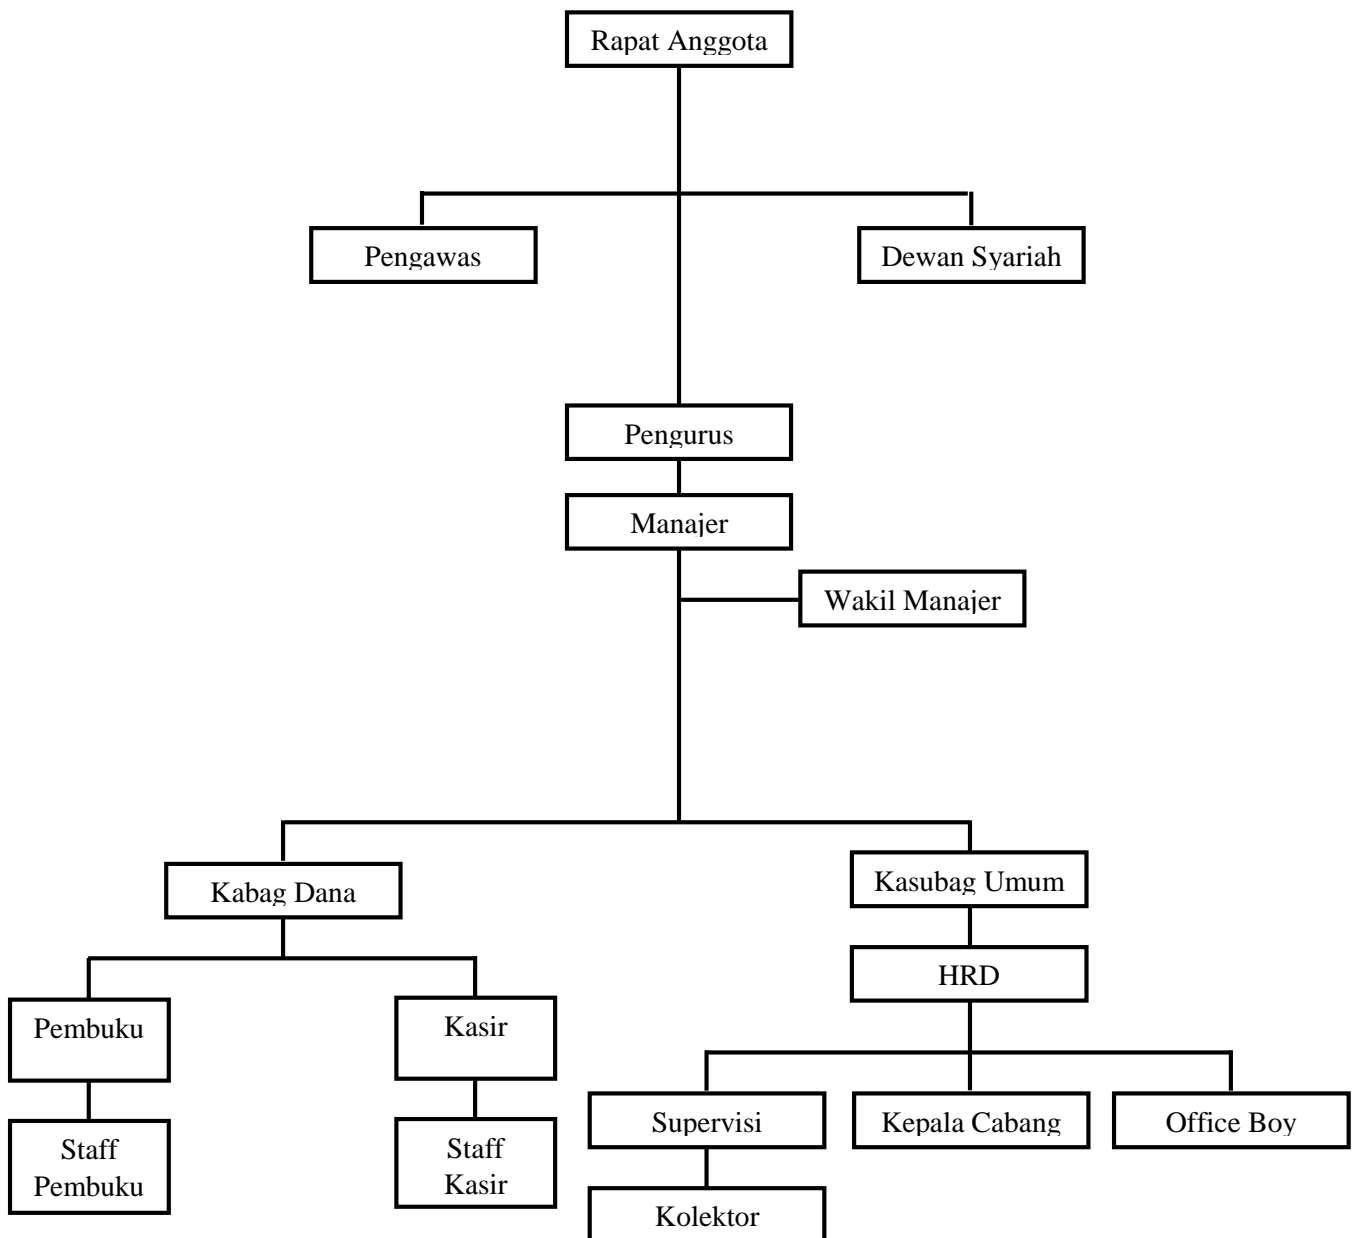 Rapat Anggota
Pengawas
Dewan Syariah
Pengurus
Manajer
Wakil Manajer
Kabag Dana
Kasubag Umum
HRD
Pembuku
Kasir
Supervisi
Kepala Cabang
Office Boy
Staff
Pembuku
Staff
Kasir
Kolektor